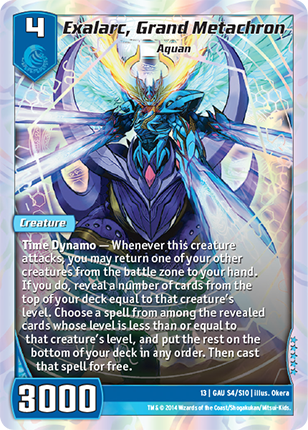 4
Exalarc, Grand Metachron
Aquan
Creature
Time Dynamo — Whenever this creature
attacks, you may return one of your other
creatures from the battle zone to your hand.
If you do, reveal a number of cards from the
top of your deck equal to that creature's
level. Choose a spell from among the revealed
cards whose level is less than or equal to
that creature's level, and put the rest on the
bottom of your deck in any order. Then cast
that spell for free.
3000
13 | GAU S4/S10 | illus. Okera
TM & © 2014 Wizards of the Coast/Shogakukan/Mitsui-Kids.